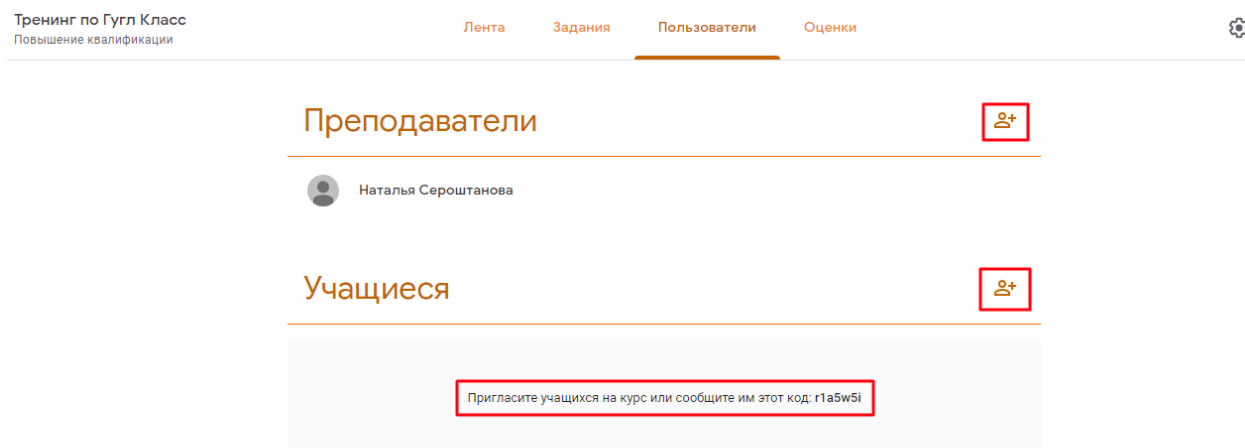 Тренинг по Гугл Класс
Повышение квалификации
Лента
Задания
Пользователи
Оценки
Преподаватели
Наталья Сероштанова
Учащиеся
Пригласите учащихся на курс или сообщите им этот код: r1a5w5i